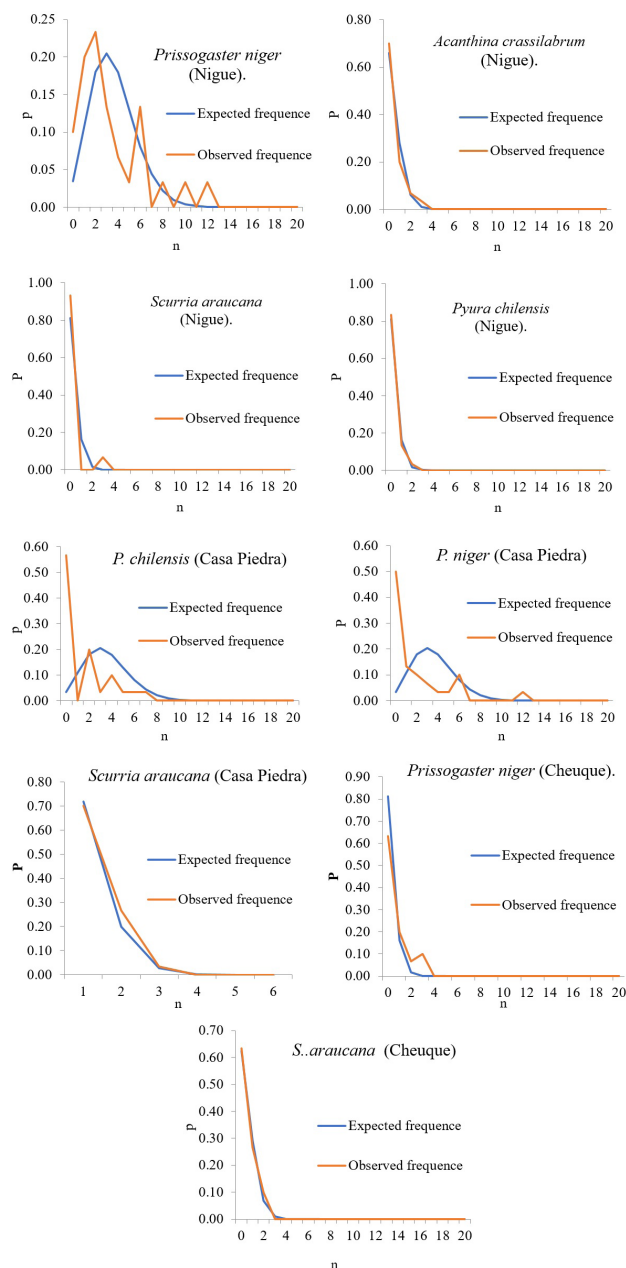 Prissogaster niger
(Nigue).
0.25
0.20
0.15
0.10
0.05
0.00
p
Expected frequence
Observed frequence
0 2 4 6 8 10 12 14 16 18 20
n
Acanthina crassilabrum
(Nigue).
0.80
0.60
0.40
0.20
0.00
p
Expected frequence
Observed frequence
0 2 4 6 8 10 12 14 16 18 20
n
Scurria araucana
(Nigue).
1.00
0.80
0.60
0.40
0.20
0.00
P
Expected frequence
Observed frequence
0 2 4 6 8 10 12 14 16 18 20
n
Pyura chilensis
(Nigue).
1.00
0.80
0.60
0.40
0.20
0.00
P
Expected frequence
Observed frequence
0 2 4 6 8 10 12 14 16 18 20
n
P. chilensis (Casa Piedra)
0.60
0.50
0.40
0.30
0.20
0.10
0.00
p
Expected frequence
Observed frequence
0 2 4 6 8 10 12 14 16 18 20
n
P. niger (Casa Piedra)
0.60
0.50
0.40
0.30
0.20
0.10
0.00
P
Expected frequence
Observed frequence
0 2 4 6 8 10 12 14 16 18 20
n
Scurria araucana (Casa Piedra)
0.80
0.70
0.60
0.50
0.40
0.30
0.20
0.10
0.00
P
Expected frequence
Observed frequence
1 2 3 4 5 6
n
Prissogaster niger (Cheuque).
0.90
0.80
0.70
0.60
0.50
0.40
0.30
0.20
0.10
0.00
P
Expected frequence
Observed frequence
0 2 4 6 8 10 12 14 16 18 20
n
S..araucana (Cheuque)
0.70
0.60
0.50
0.40
0.30
0.20
0.10
0.00
p
Expected frequence
Observed frequence
0 2 4 6 8 10 12 14 16 18 20
n